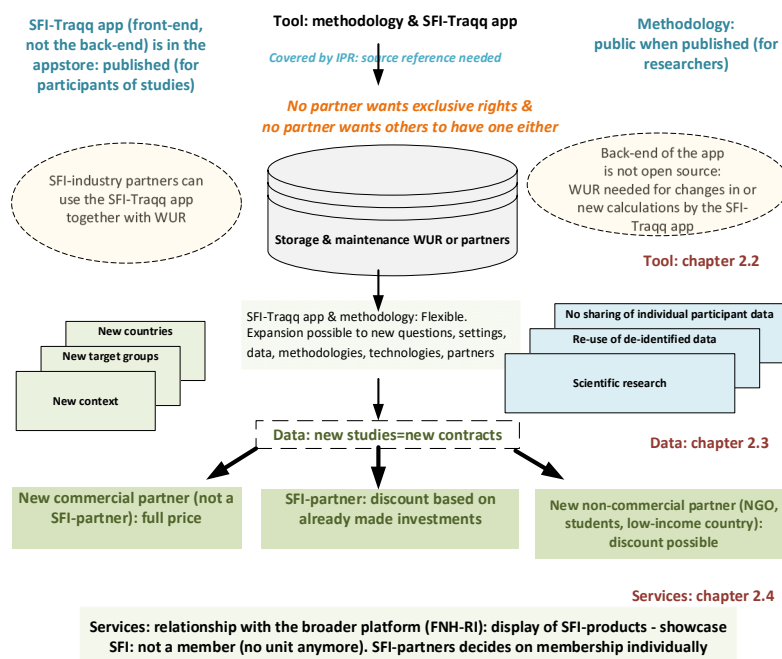 SFI-Traqq app (front-end,
not the back-end) is in the
appstore: published (for
participants of studies)
Tool: methodology & SFI-Traqq app
Methodology:
public when published (for
researchers)
Covered by IPR: source reference needed
No partner wants exclusive rights &
no partner wants others to have one either
SFI-industry partners can
use the SFI-Traqq app
together with WUR
Back-end of the app
is not open source:
WUR needed for changes in or
new calculations by the SFI-
Traqq app
Storage & maintenance WUR or partners
Tool: chapter 2.2
SFI-Traqq app & methodology: Flexible.
Expansion possible to new questions, settings,
data, methodologies, technologies, partners
New countries
New target groups
New context
No sharing of individual participant data
Re-use of de-identified data
Scientific research
Data: new studies=new contracts
Data: chapter 2.3
New commercial partner (not a
SFI-partner): full price
SFI-partner: discount based on
already made investments
New non-commercial partner (NGO,
students, low-income country):
discount possible
Services: chapter 2.4
Services: relationship with the broader platform (FNH-RI): display of SFI-products - showcase
SFI: not a member (no unit anymore). SFI-partners decides on membership individually